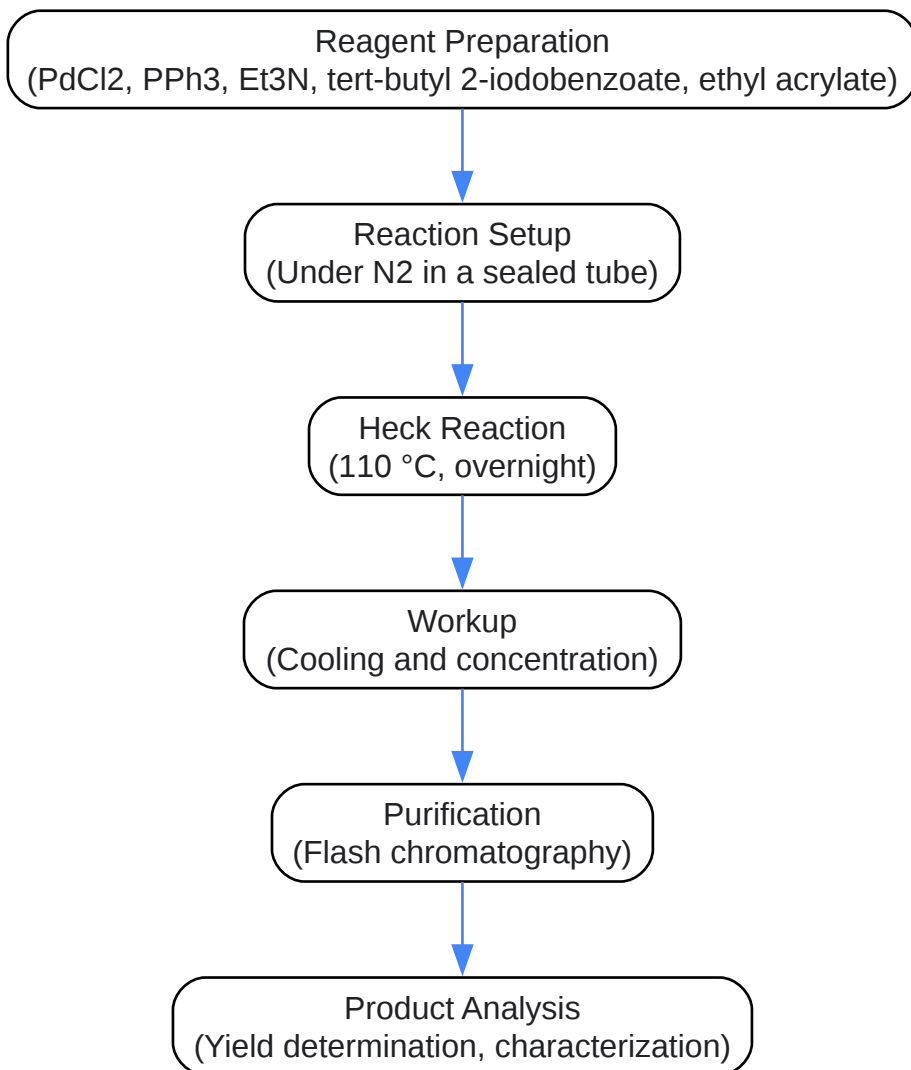 Reagent Preparation
(PdCl2, PPh3, Et3N, tert-butyl 2-iodobenzoate, ethyl acrylate)
Reaction Setup
(Under N2 in a sealed tube)
Heck Reaction
(110 °C, overnight)
Workup
(Cooling and concentration)
Purification
(Flash chromatography)
Product Analysis
(Yield determination, characterization)